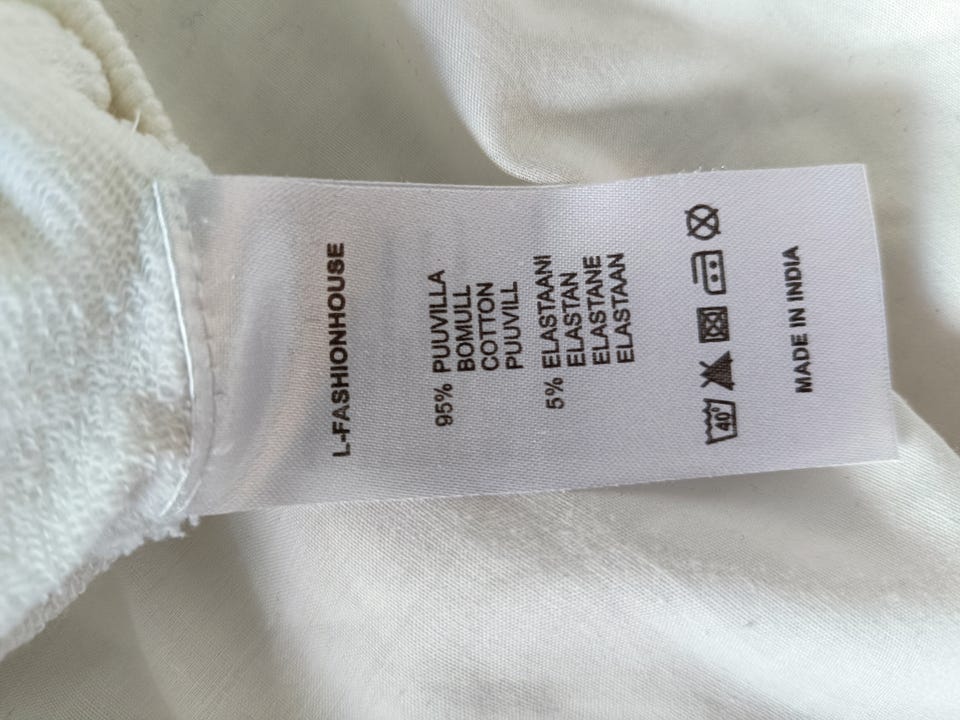 L-FASHIONHOUSE
95% PUUVILLA
BOMULL
COTTON
PUUVILL
5% ELASTAANI
ELASTAN
ELASTANE
ELASTAAN
40°
MADE IN INDIA